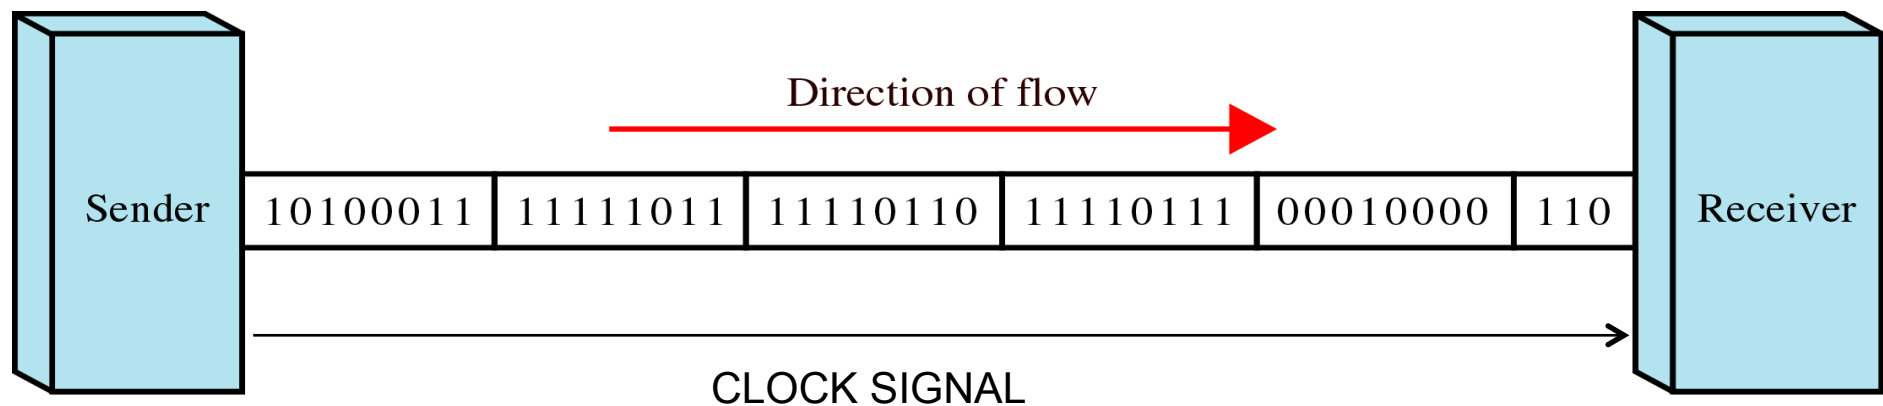 Direction of flow
Sender 10100011 11111011 11110110 11110111 00010000 110 Receiver
CLOCK SIGNAL